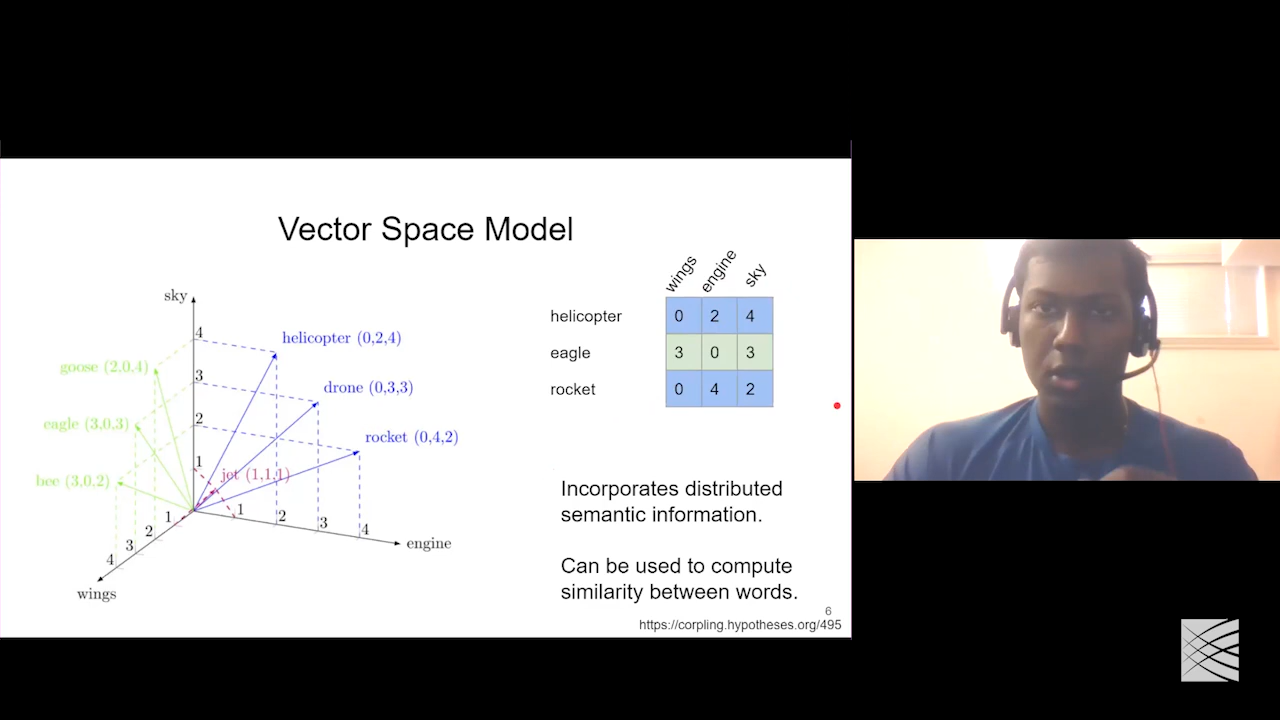 Vector Space Model
sky
4
helicopter (0,2,4)
goose (2,0,4)
3
drone (0,3,3)
eagle (3,0,3)
2
rocket (0,4,2)
1
jet (1,1,1)
bee (3,0,2)
1
2
3
4
engine
1
2
3
4
wings
wings engine sky
helicopter 0 2 4
eagle 3 0 3
rocket 0 4 2
Incorporates distributed
semantic information.
Can be used to compute
similarity between words.
6
https://corpling.hypotheses.org/495